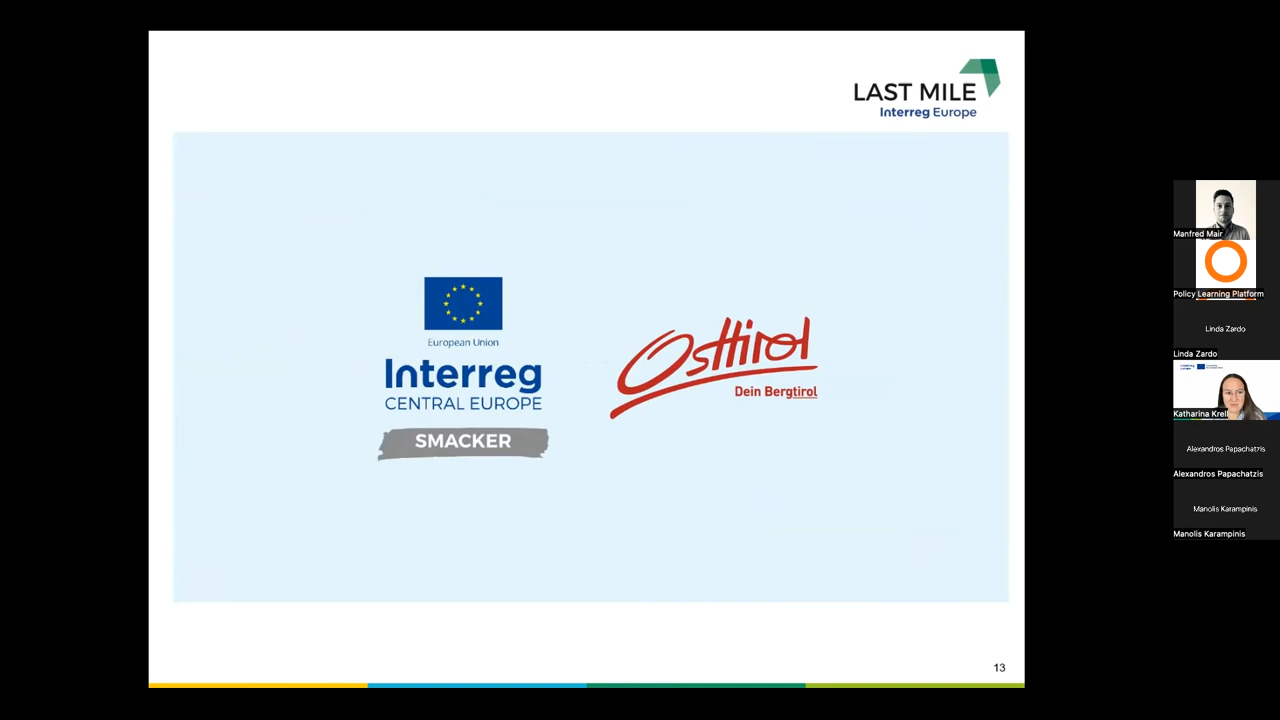 LAST MILE
Interreg Europe
European Union
Interreg
CENTRAL EUROPE
SMACKER
Osttirol
Dein Bergtirol
13
Manfred Mair
Policy Learning Platform
Linda Zardo
Linda Zardo
Katharina Krell
Alexandros Papachatzis
Alexandros Papachatzis
Manolis Karampinis
Manolis Karampinis